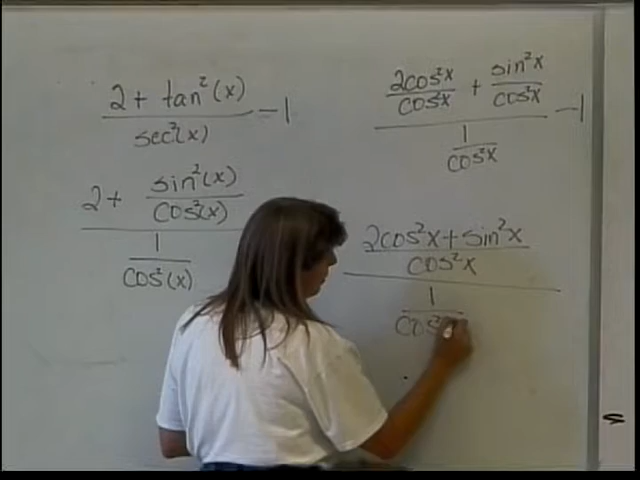 2 + tan²(x)
sec²(x)
-1
2 + sin²(x)
cos²(x)
1
cos²(x)
2cos²x + sin²x
cos²x cos²x
-1
1
cos²x
2cos²x + sin²x
cos²x
1
cos